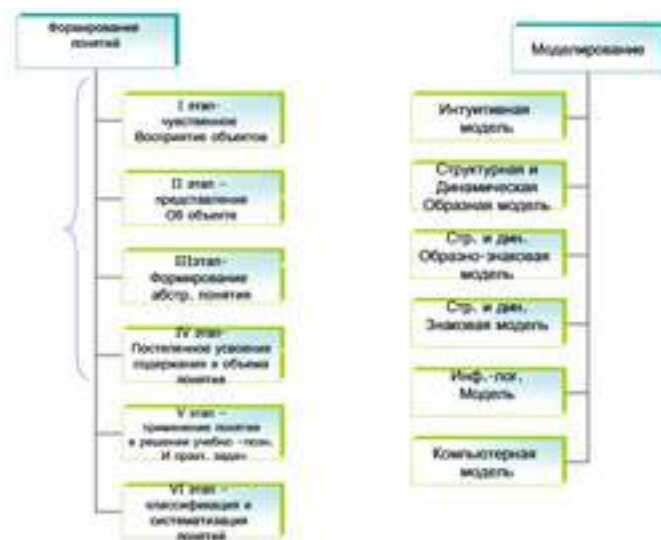 Формирование
понятий
I этап-
чувственное
Восприятие объектов
II этап –
представление
Об объекте
IIIэтап-
Формирование
абстр. понятия
IV этап-
Постепенное усвоение
содержания и объема
понятия
V этап –
применение понятия
в решении учебно –позн.
И практ. задач
VI этап –
классификация и
систематизация
понятий
Моделирование
Интуитивная
модель
Структурная и
Динамическая
Образная модель
Стр. и дин.
Образно-знаковая
модель
Стр. и дин.
Знаковая модель
Инф.-лог.
Модель
Компьютерная
модель